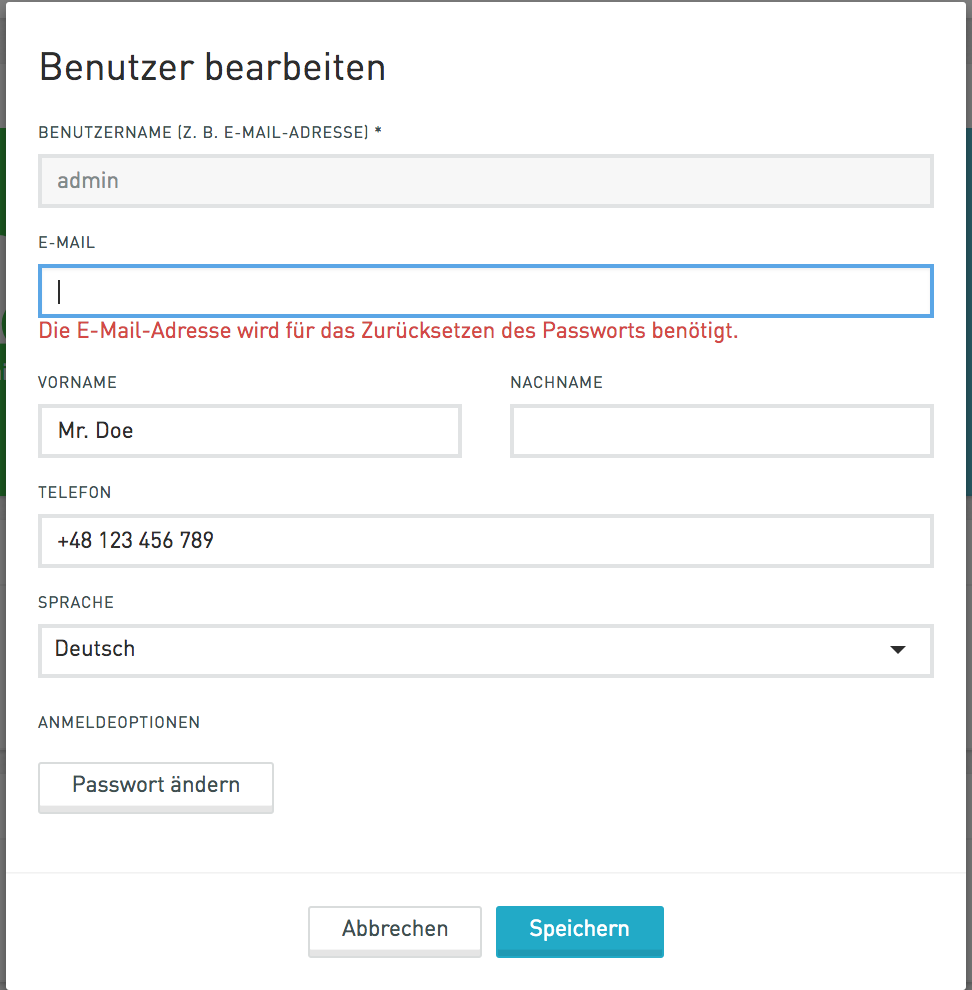 Benutzer bearbeiten
BENUTZERNAME (Z. B. E-MAIL-ADRESSE) *
admin
E-MAIL
Die E-Mail-Adresse wird für das Zurücksetzen des Passworts benötigt.
VORNAME
NACHNAME
Mr. Doe
TELEFON
+48 123 456 789
SPRACHE
Deutsch
ANMELDEOPTIONEN
Passwort ändern
Abbrechen
Speichern